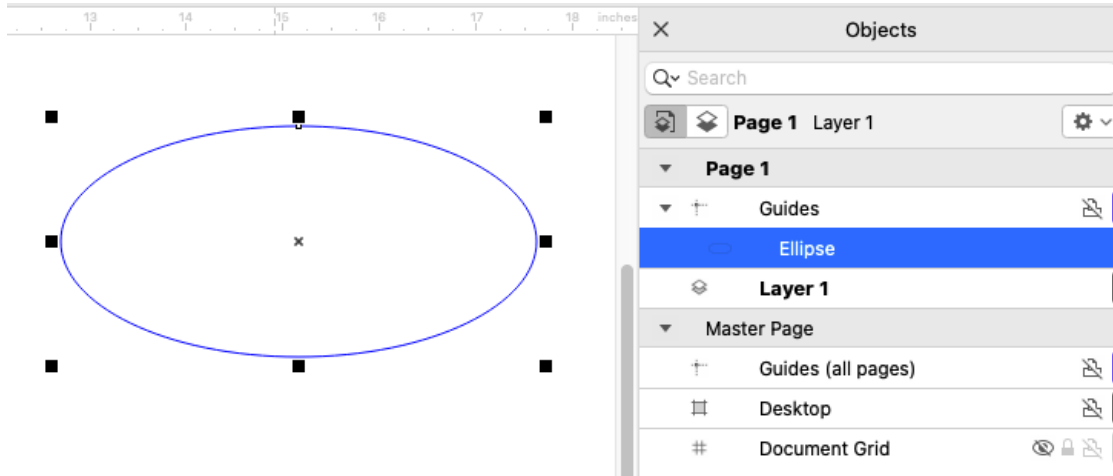 13 14 15 16 17 18 inches
Objects
Search
Page 1 Layer 1
Page 1
Guides
Ellipse
Layer 1
Master Page
Guides (all pages)
Desktop
Document Grid